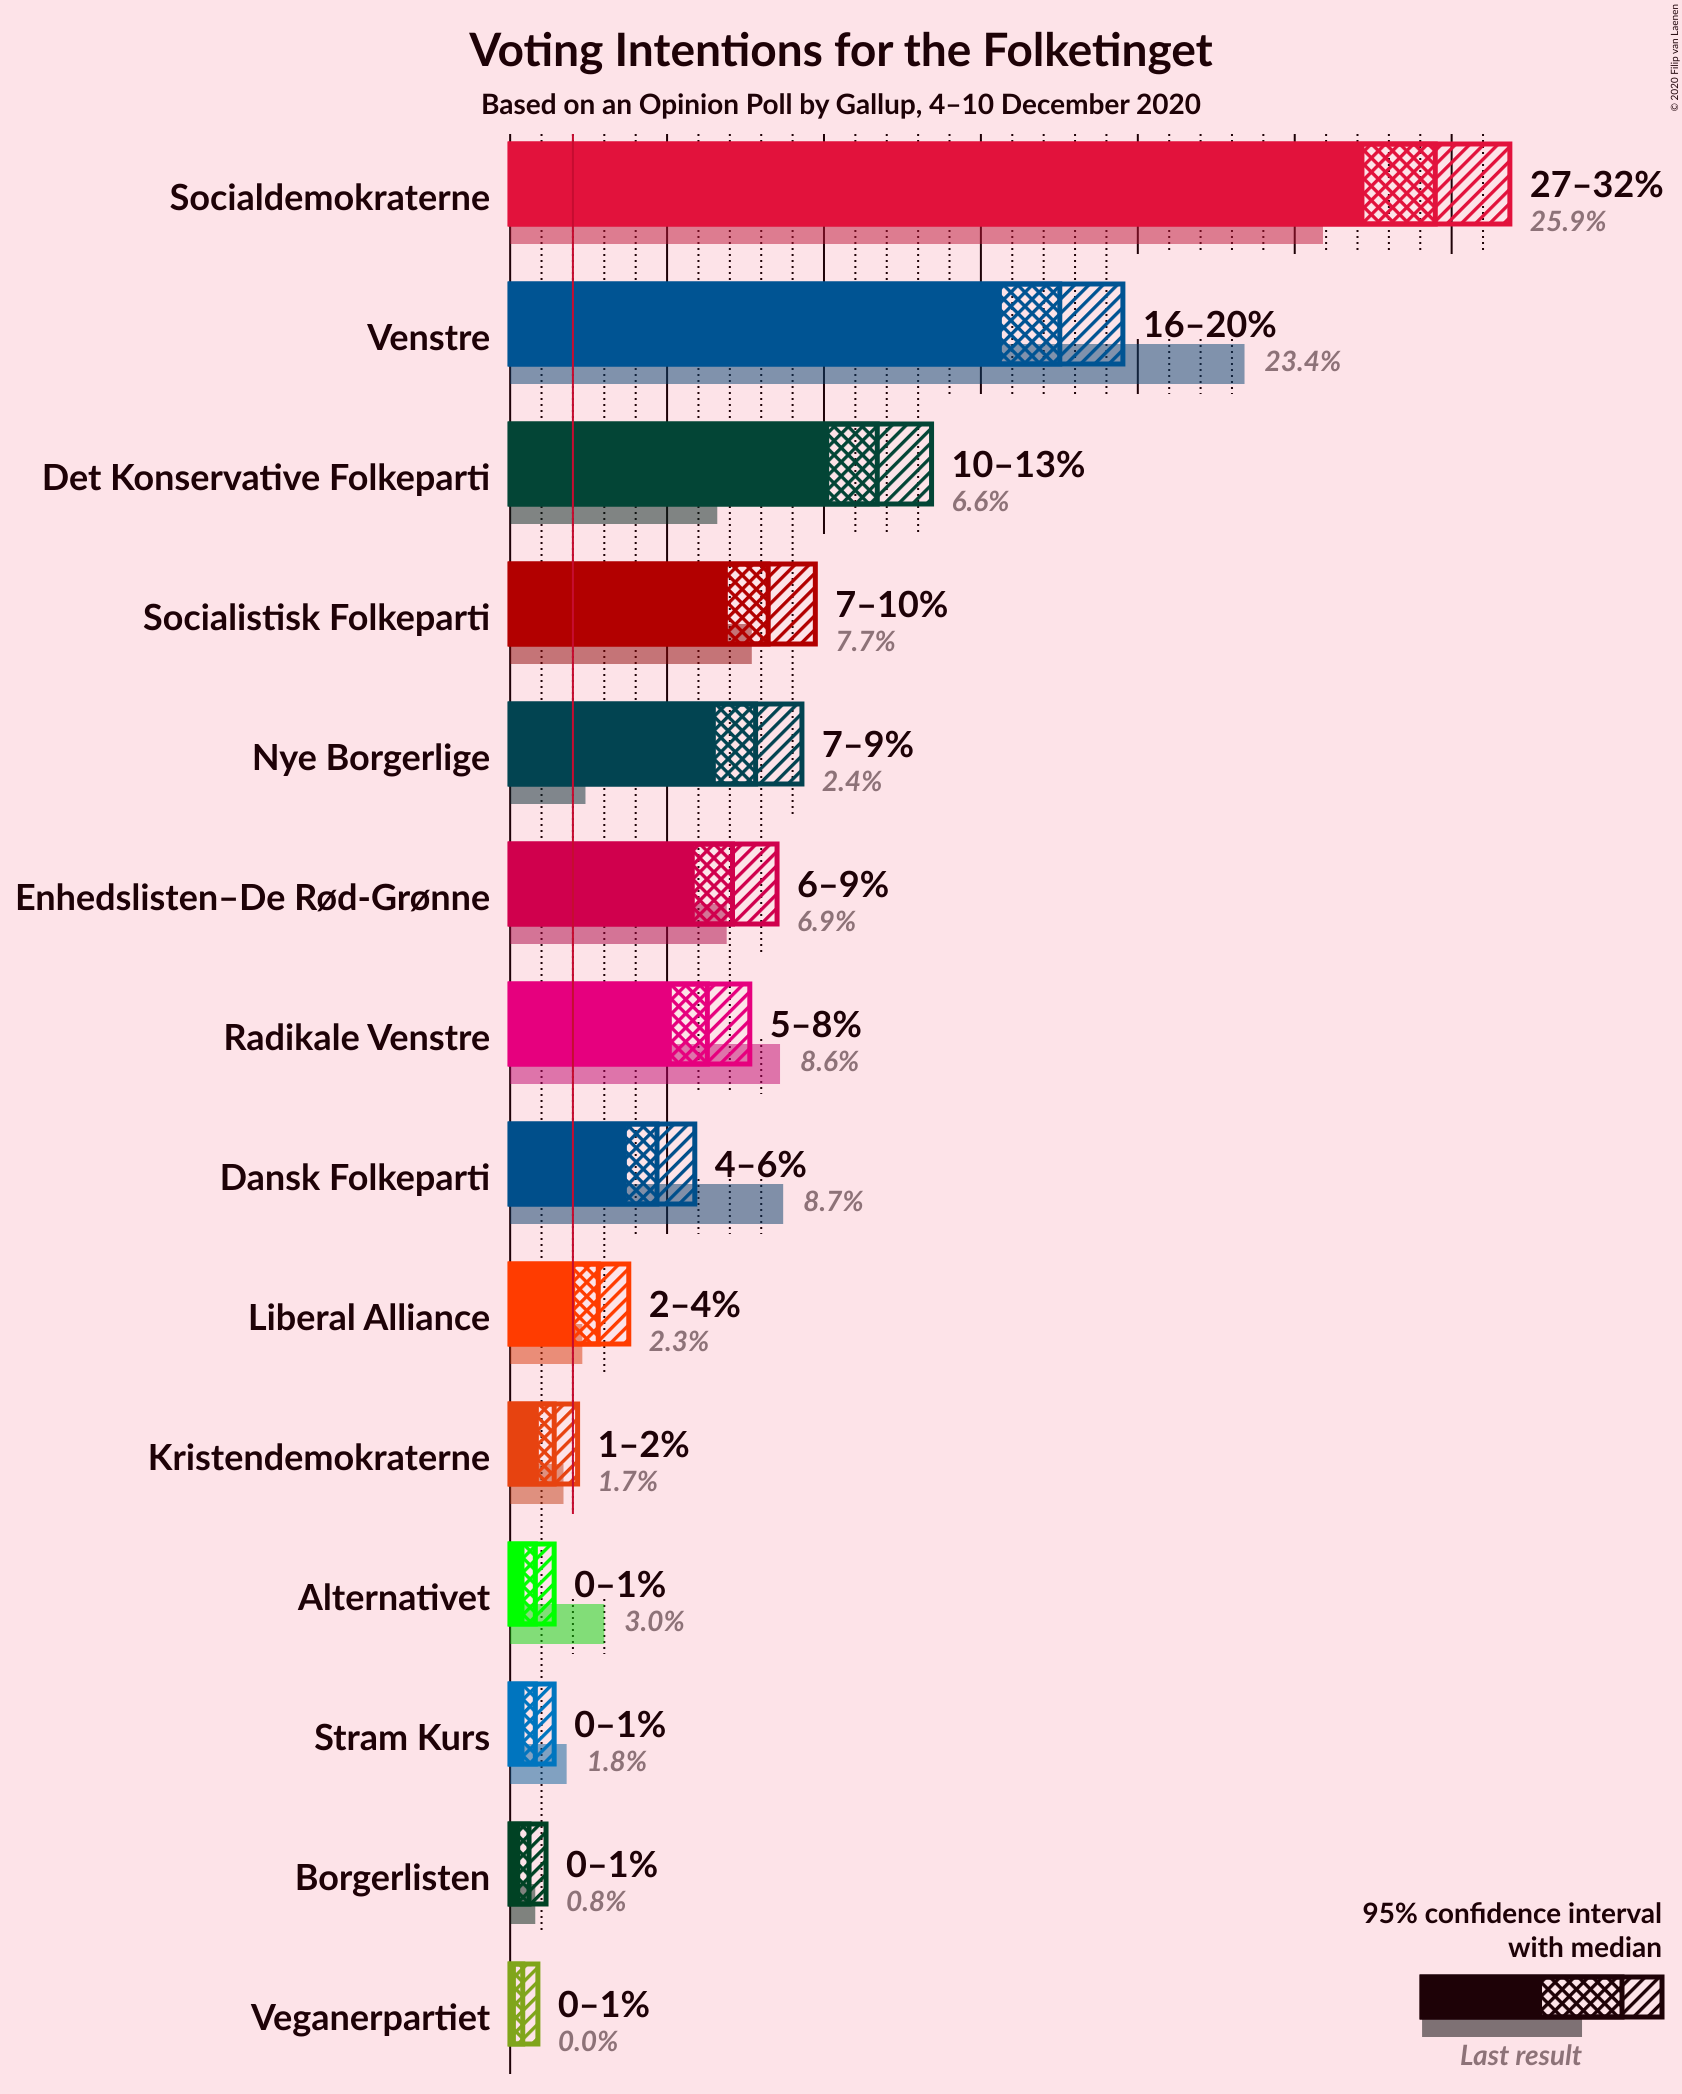 Voting Intentions for the Folketinget
Based on an Opinion Poll by Gallup, 4–10 December 2020
© 2020 Filip van Laenen
Socialdemokraterne
27–32%
25.9%
Venstre
16–20%
23.4%
Det Konservative Folkeparti
10–13%
6.6%
Socialistisk Folkeparti
7–10%
7.7%
Nye Borgerlige
7–9%
2.4%
Enhedslisten–De Rød-Grønne
6–9%
6.9%
Radikale Venstre
5–8%
8.6%
Dansk Folkeparti
4–6%
8.7%
Liberal Alliance
2–4%
2.3%
Kristendemokraterne
1–2%
1.7%
Alternativet
0–1%
3.0%
Stram Kurs
0–1%
1.8%
Borgerlisten
0–1%
0.8%
Veganerpartiet
0–1%
0.0%
95% confidence interval
with median
Last result